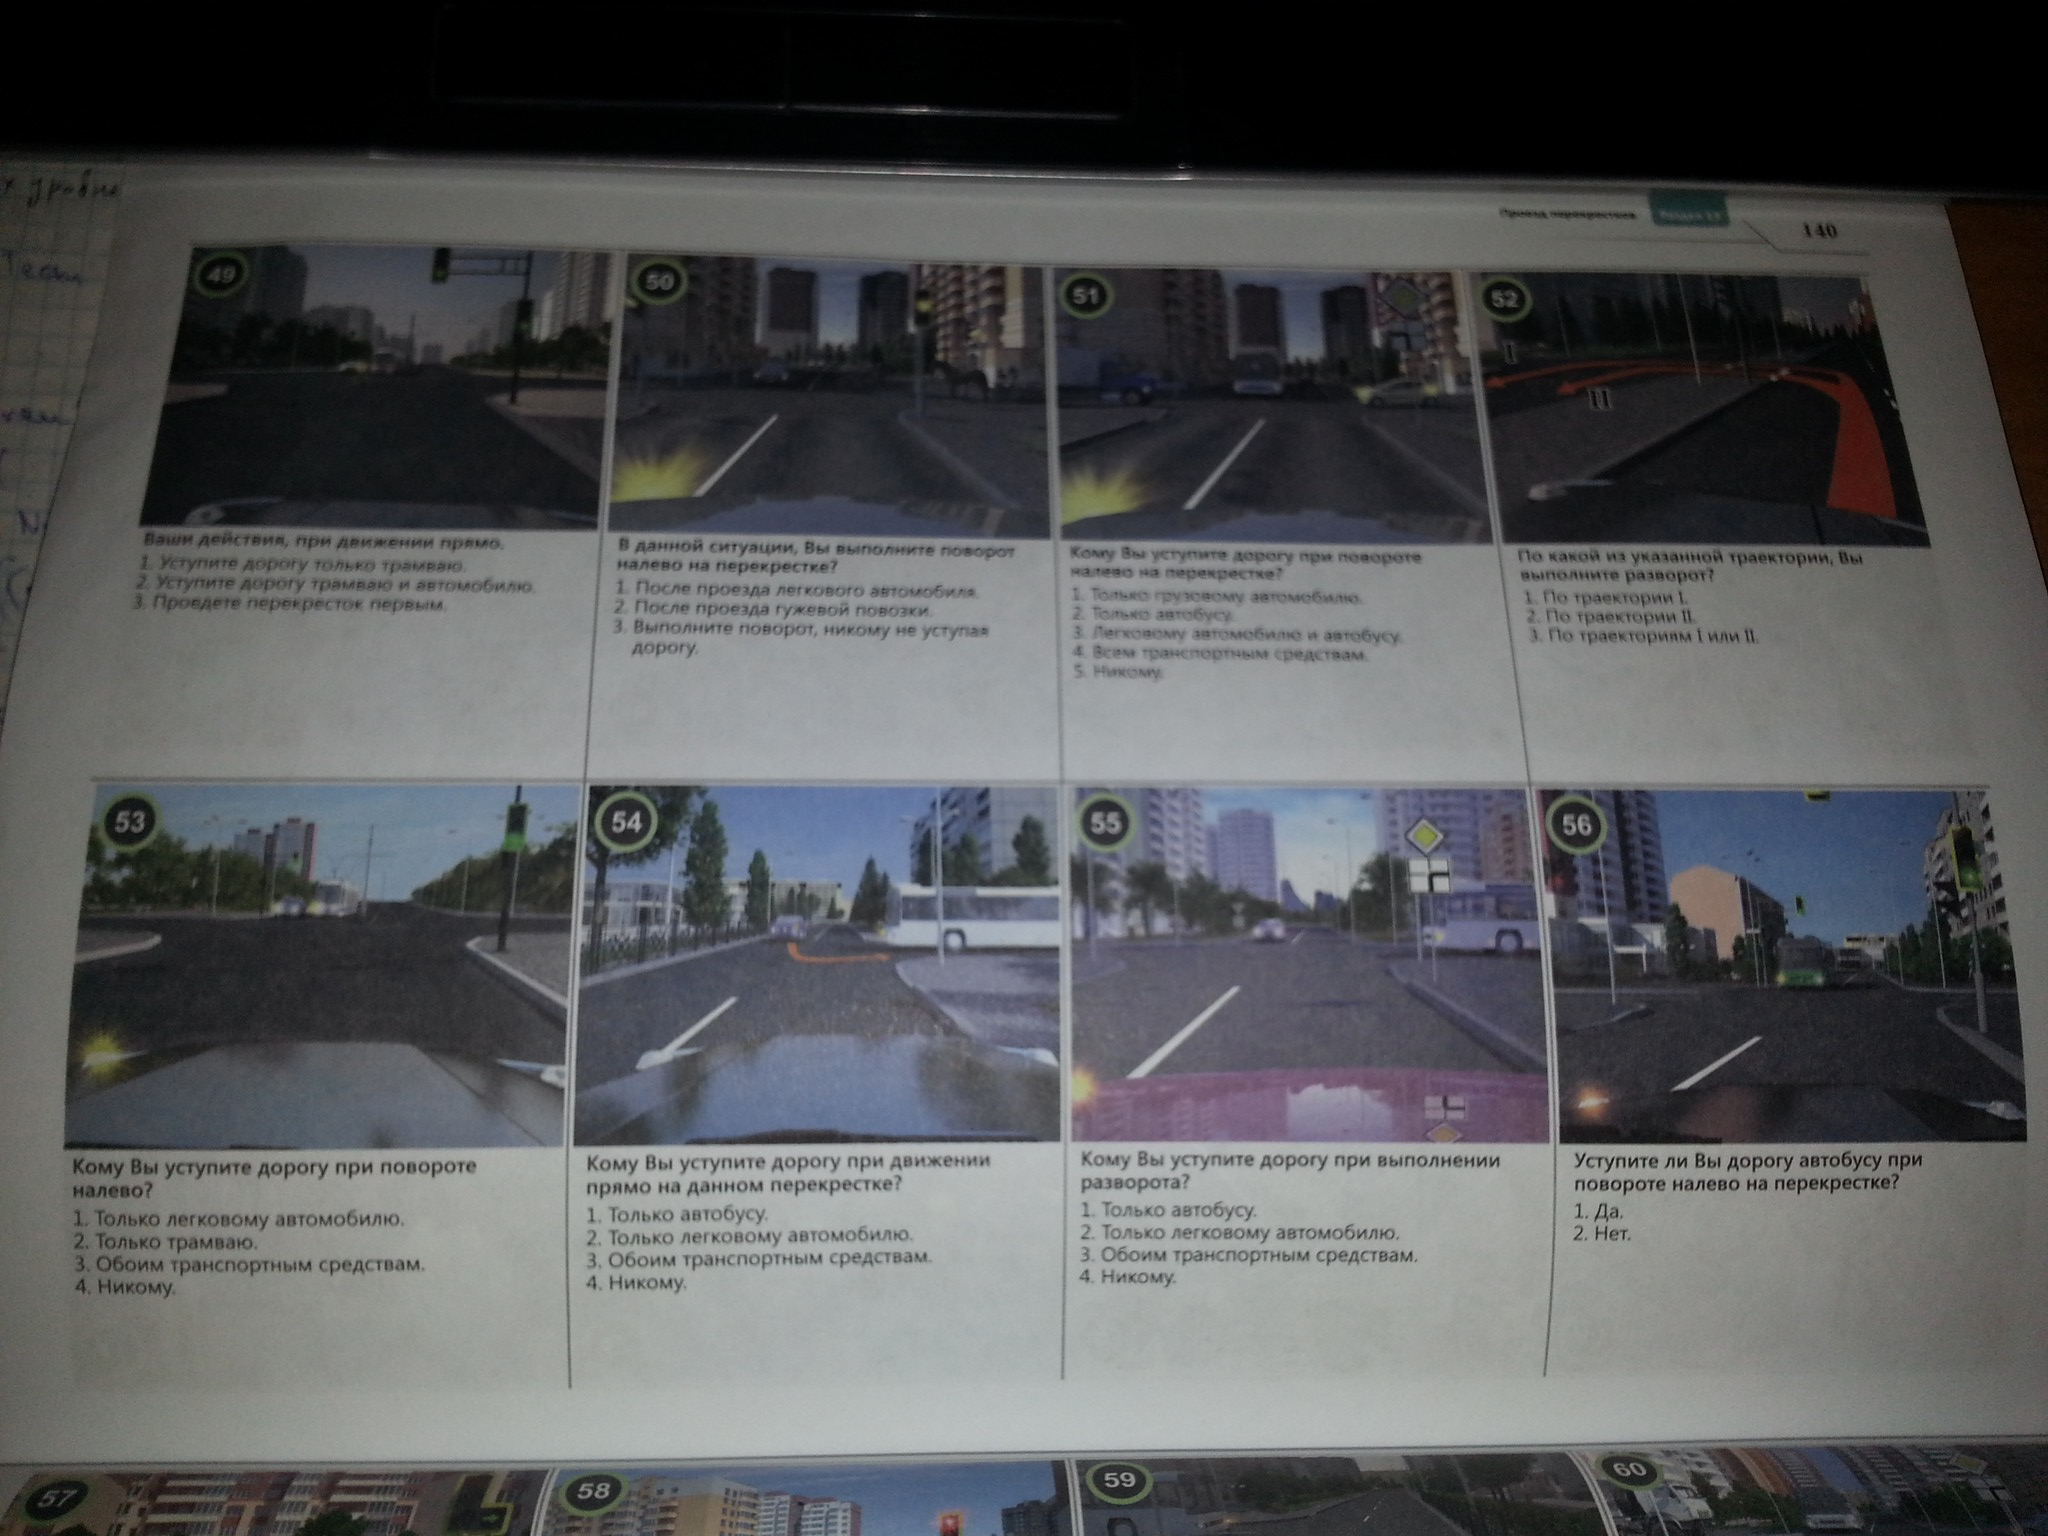 х уровне
Проезд перекрестков
140
49
50
51
52
I
II
Ваши действия, при движении прямо.
1. Уступите дорогу только трамваю.
2. Уступите дорогу трамваю и автомобилю.
3. Проедете перекресток первым.
В данной ситуации, Вы выполните поворот
налево на перекрестке?
1. После проезда легкового автомобиля.
2. После проезда гужевой повозки.
3. Выполните поворот, никому не уступая
дорогу.
Кому Вы уступите дорогу при повороте
налево на перекрестке?
1. Только грузовому автомобилю.
2. Только автобусу.
3. Легковому автомобилю и автобусу.
4. Всем транспортным средствам.
5. Никому.
По какой из указанной траектории, Вы
выполните разворот?
1. По траектории I.
2. По траектории II.
3. По траекториям I или II.
53
54
55
56
Кому Вы уступите дорогу при повороте
налево?
1. Только легковому автомобилю.
2. Только трамваю.
3. Обоим транспортным средствам.
4. Никому.
Кому Вы уступите дорогу при движении
прямо на данном перекрестке?
1. Только автобусу.
2. Только легковому автомобилю.
3. Обоим транспортным средствам.
4. Никому.
Кому Вы уступите дорогу при выполнении
разворота?
1. Только автобусу.
2. Только легковому автомобилю.
3. Обоим транспортным средствам.
4. Никому.
Уступите ли Вы дорогу автобусу при
повороте налево на перекрестке?
1. Да.
2. Нет.
57
58
59
60